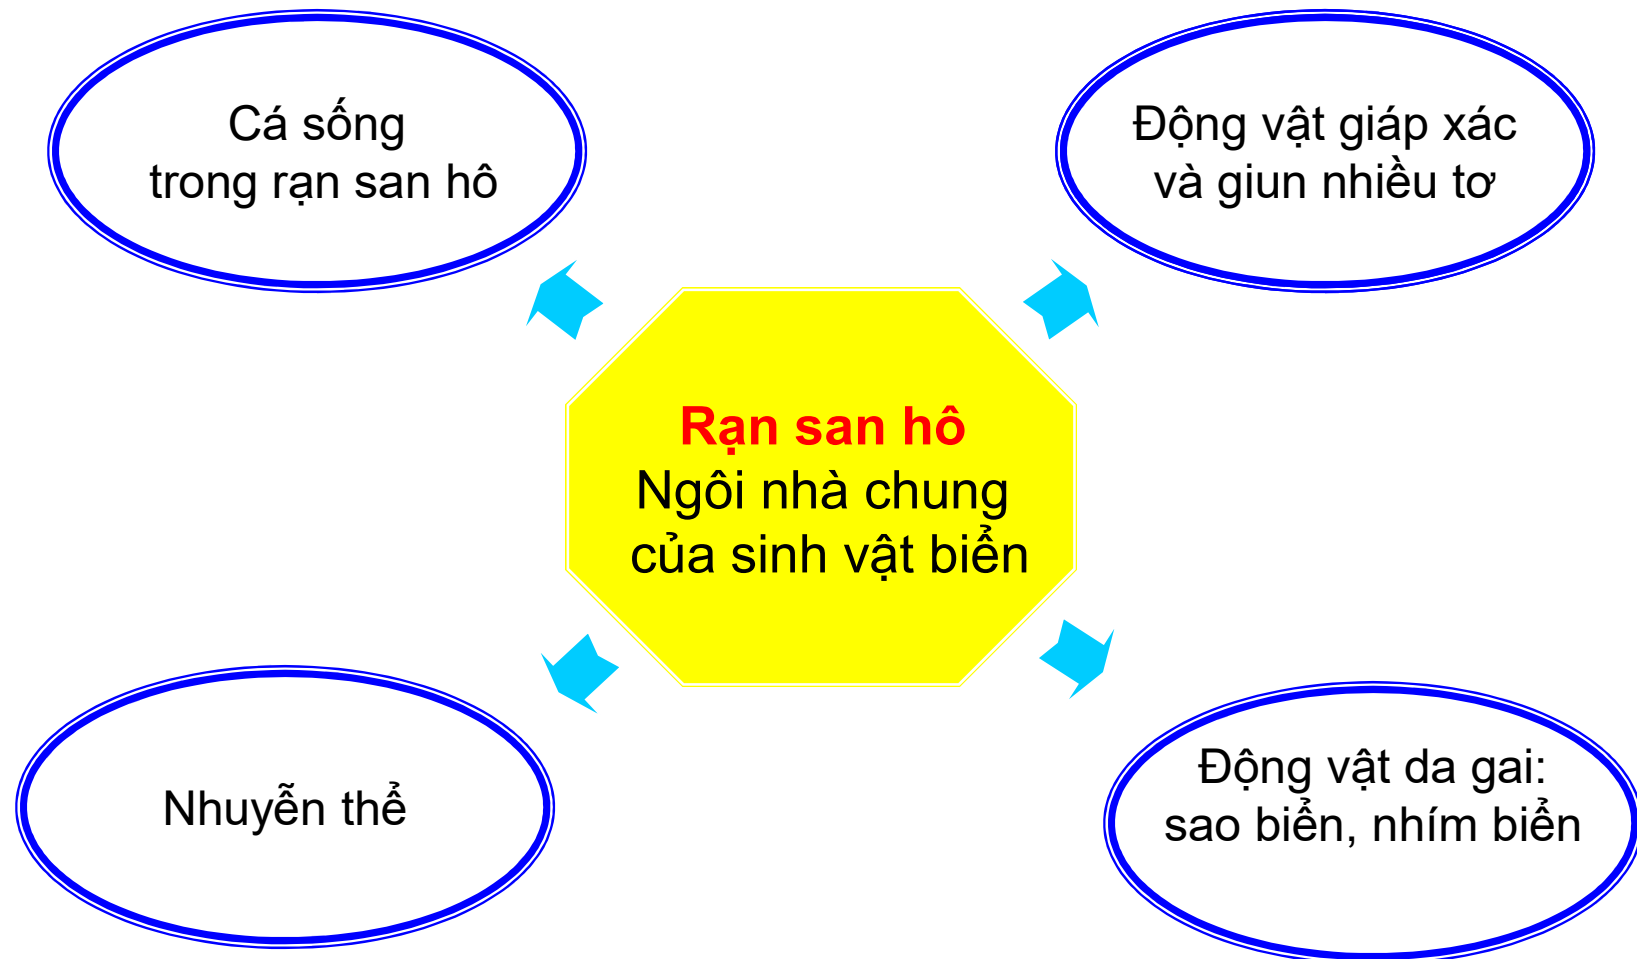 Cá sống
trong rạn san hô
Động vật giáp xác
và giun nhiều tơ
Rạn san hô
Ngôi nhà chung
của sinh vật biển
Nhuyễn thể
Động vật da gai:
sao biển, nhím biển